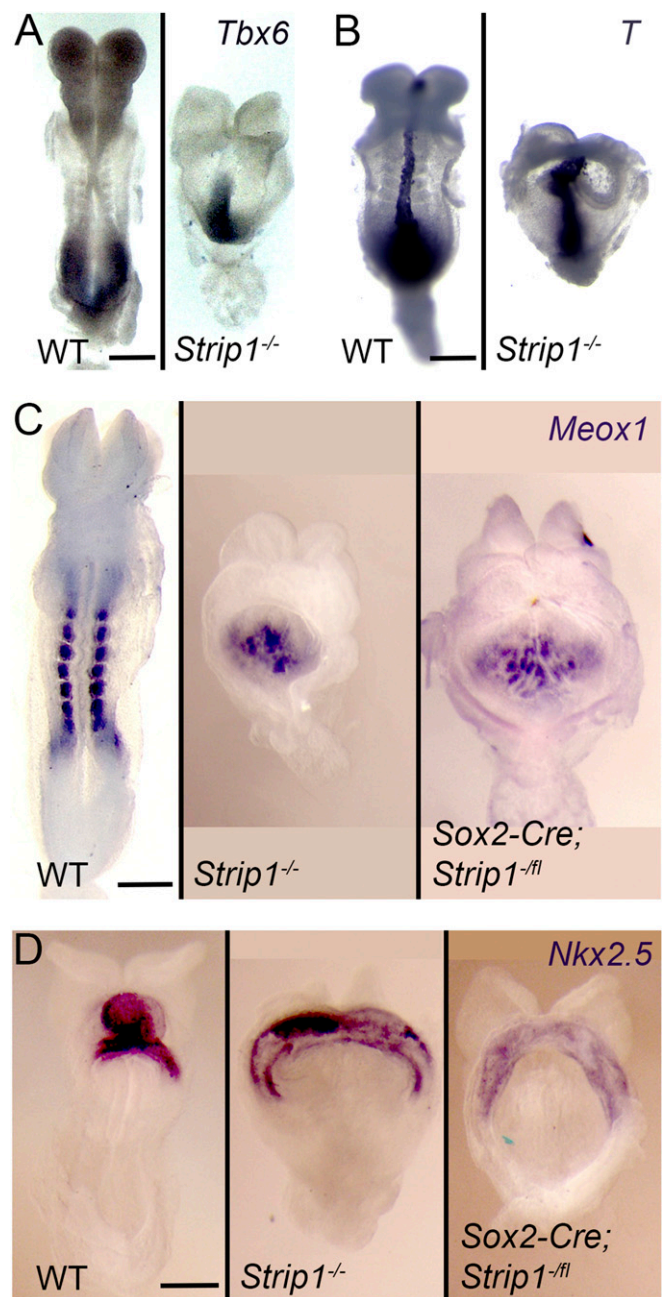 A
Tbx6
WT
Strip1-/-
B
T
WT
Strip1-/-
C
Meox1
WT
Strip1-/-
Sox2-Cre;
Strip1-/fl
D
Nkx2.5
WT
Strip1-/-
Sox2-Cre;
Strip1-/fl